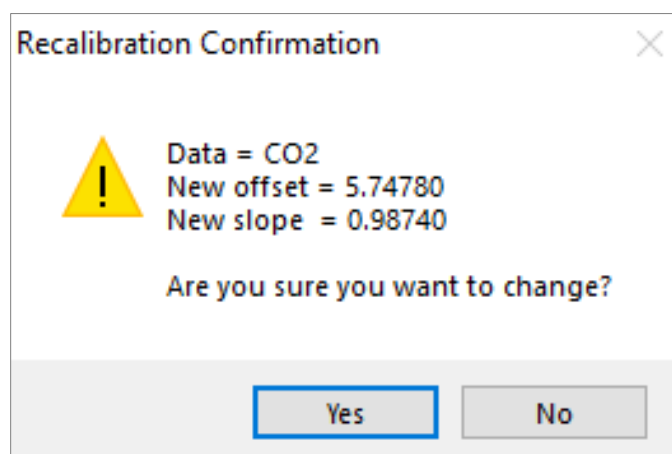 Recalibration Confirmation
Data = CO2
New offset = 5.74780
New slope  = 0.98740
Are you sure you want to change?
Yes
No